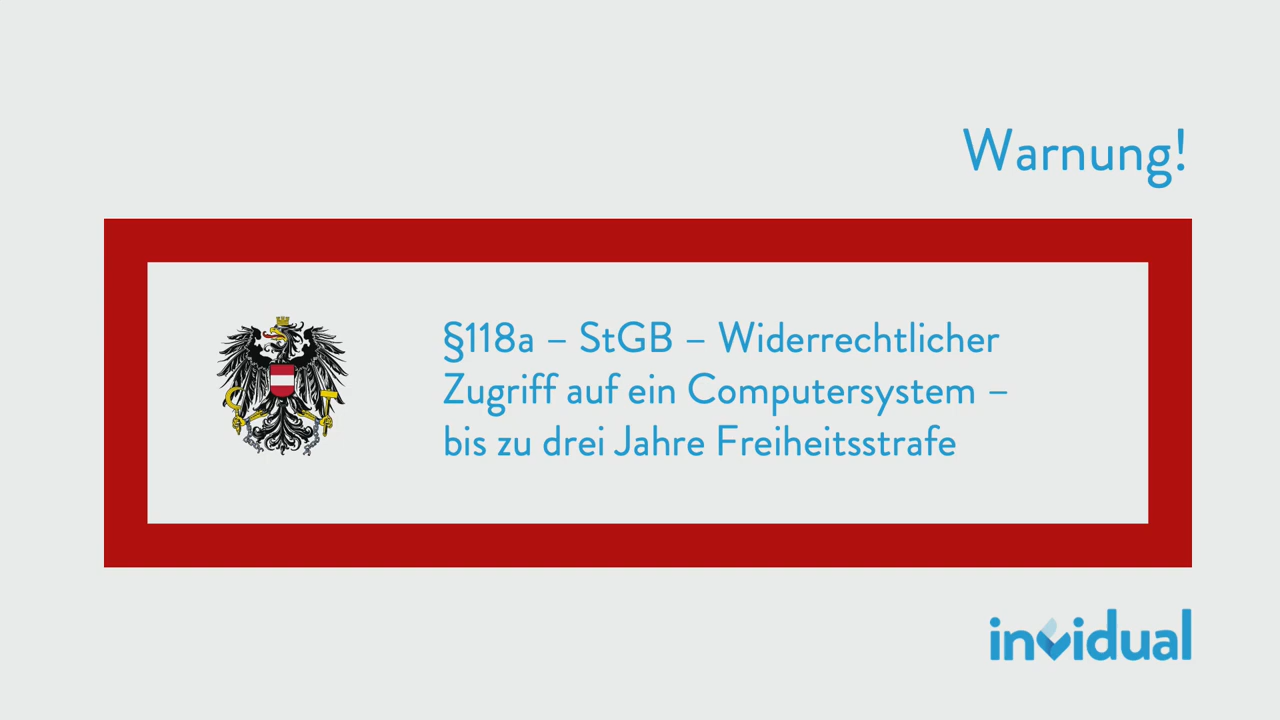 Warnung!
§118a – StGB – Widerrechtlicher
Zugriff auf ein Computersystem –
bis zu drei Jahre Freiheitsstrafe
invidual